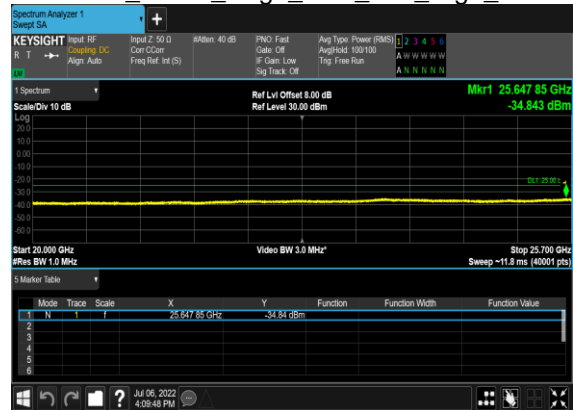 Spectrum Analyzer 1
Swept SA
KEYSIGHT
R T
LXI
Input: RF
Coupling: DC
Align: Auto
Input Z: 50 Ω
Corr CCorr
Freq Ref: Int (S)
#Atten: 40 dB
PNO: Fast
Gate: Off
IF Gain: Low
Sig Track: Off
Avg Type: Power (RMS)
Avg|Hold: 100/100
Trig: Free Run
1 2 3 4 5 6
A W W W W W
A N N N N N
1 Spectrum
Scale/Div 10 dB
Ref Lvl Offset 8.00 dB
Ref Level 30.00 dBm
Mkr1 25.647 85 GHz
-34.843 dBm
Log
20.0
10.0
0.00
-10.0
-20.0
-30.0
-40.0
-50.0
-60.0
Start 20.000 GHz
#Res BW 1.0 MHz
Video BW 3.0 MHz*
Stop 25.700 GHz
Sweep ~11.8 ms (40001 pts)
5 Marker Table
Mode Trace Scale X Y Function Function Width Function Value
1 N 1 f 25.647 85 GHz -34.84 dBm
2
3
4
5
6
?
Jul 06, 2022
4:09:48 PM